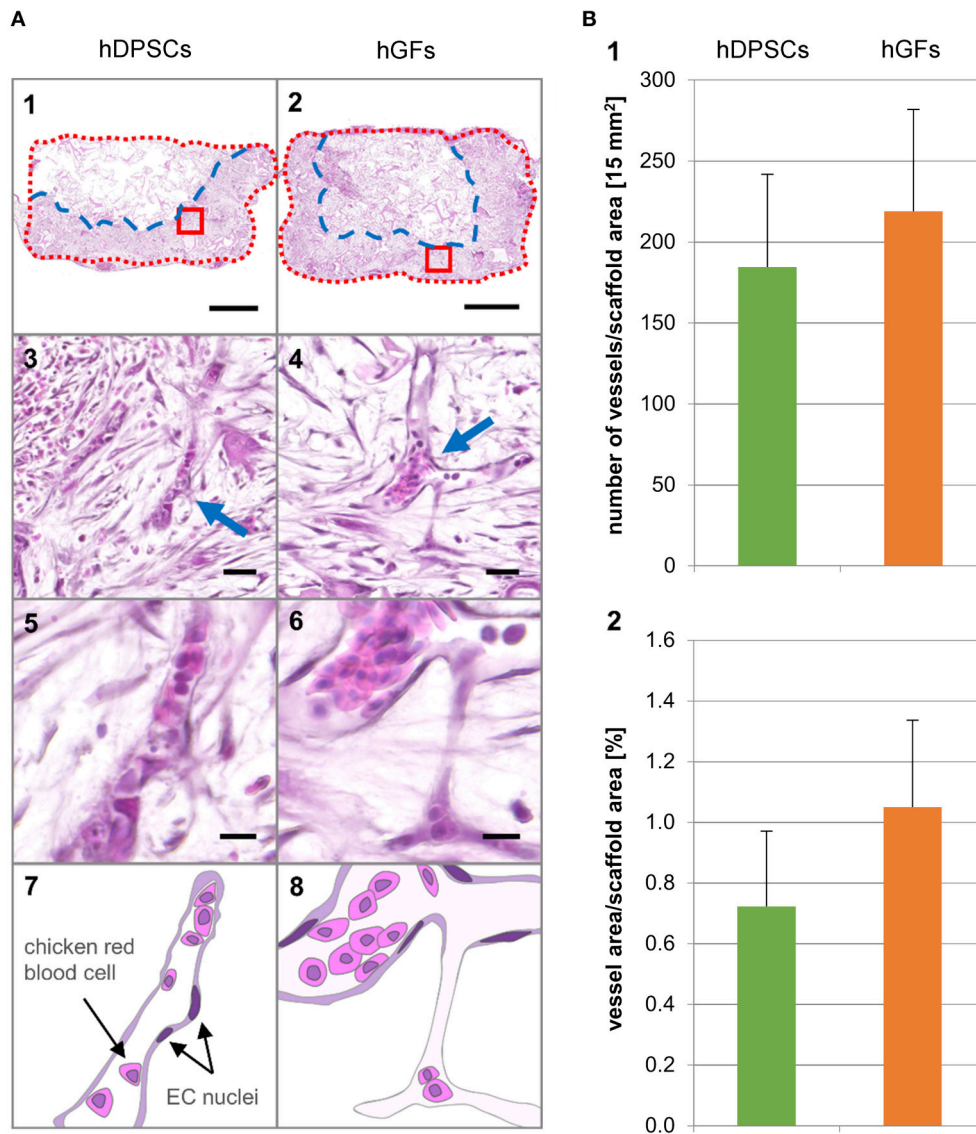 A
hDPSCs
hGFs
1
2
3
4
5
6
7
chicken red
blood cell
EC nuclei
8
B
1
hDPSCs
hGFs
number of vessels/scaffold area [15 mm²]
300
250
200
150
100
50
0
2
vessel area/scaffold area [%]
1.6
1.4
1.2
1.0
0.8
0.6
0.4
0.2
0.0